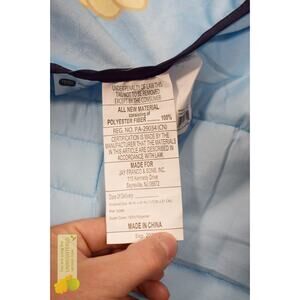 UNDER PENALTY OF LAW THIS
TAG NOT TO BE REMOVED
EXCEPT BY THE CONSUMER
ALL NEW MATERIAL
consisting of
POLYESTER FIBER 100%
REG. NO. PA-29034(CN)
CERTIFICATION IS MADE BY THE
MANUFACTURER THAT THE MATERIALS
IN THIS ARTICLE ARE DESCRIBED IN
ACCORDANCE WITH LAW.
MADE FOR
JAY FRANCO & SONS, INC.
115 Kennedy Drive
Sayreville, NJ 08872
Date of Delivery
MADE IN CHINA